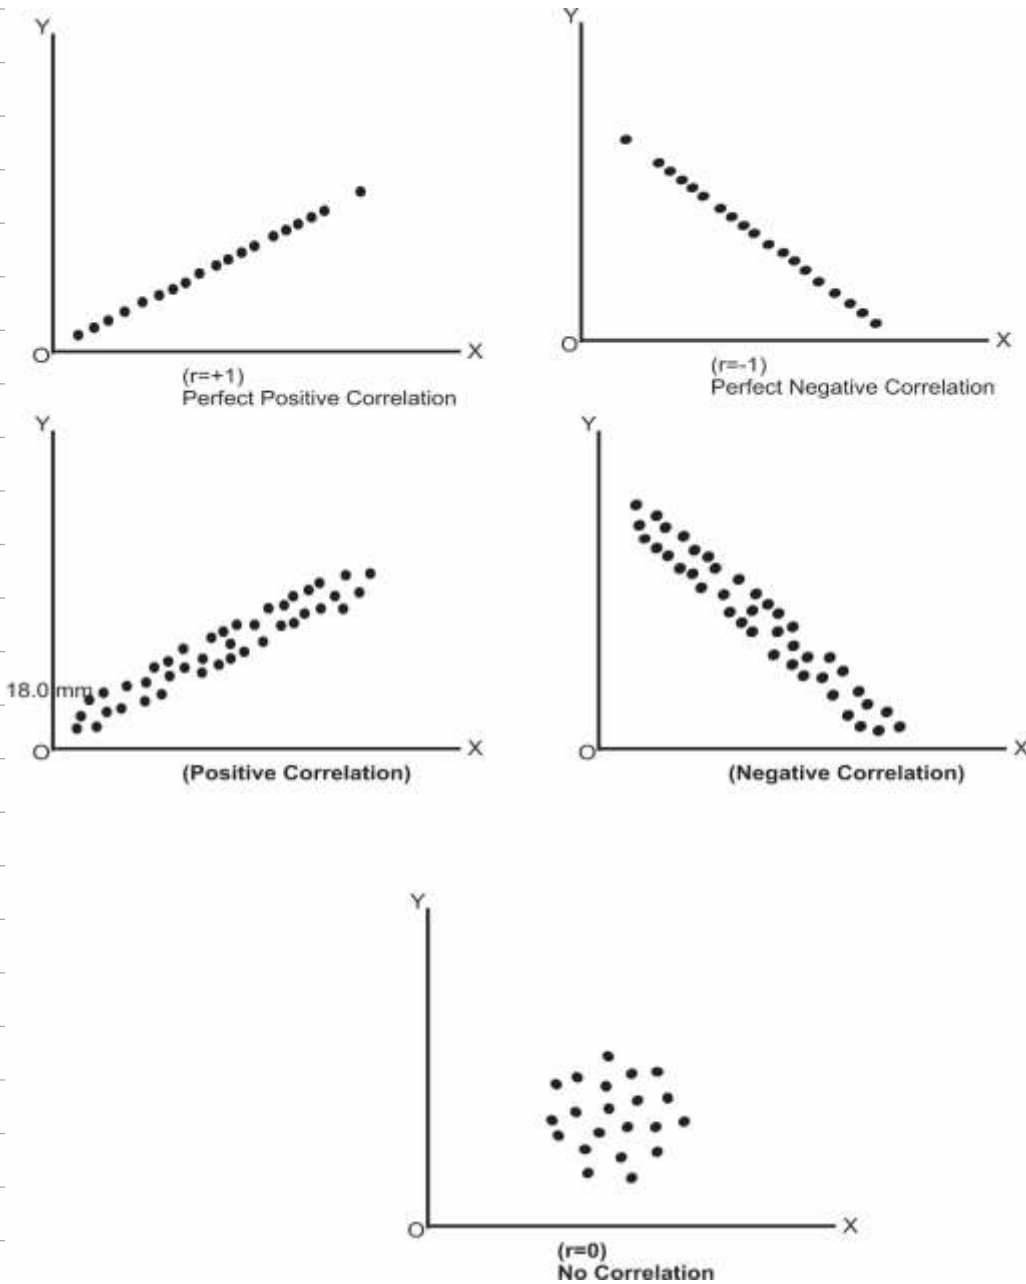 Y
O
X
(r=+1)
Perfect Positive Correlation
Y
O
X
(r=-1)
Perfect Negative Correlation
Y
18.0 mm
O
X
(Positive Correlation)
Y
O
X
(Negative Correlation)
Y
O
X
(r=0)
No Correlation